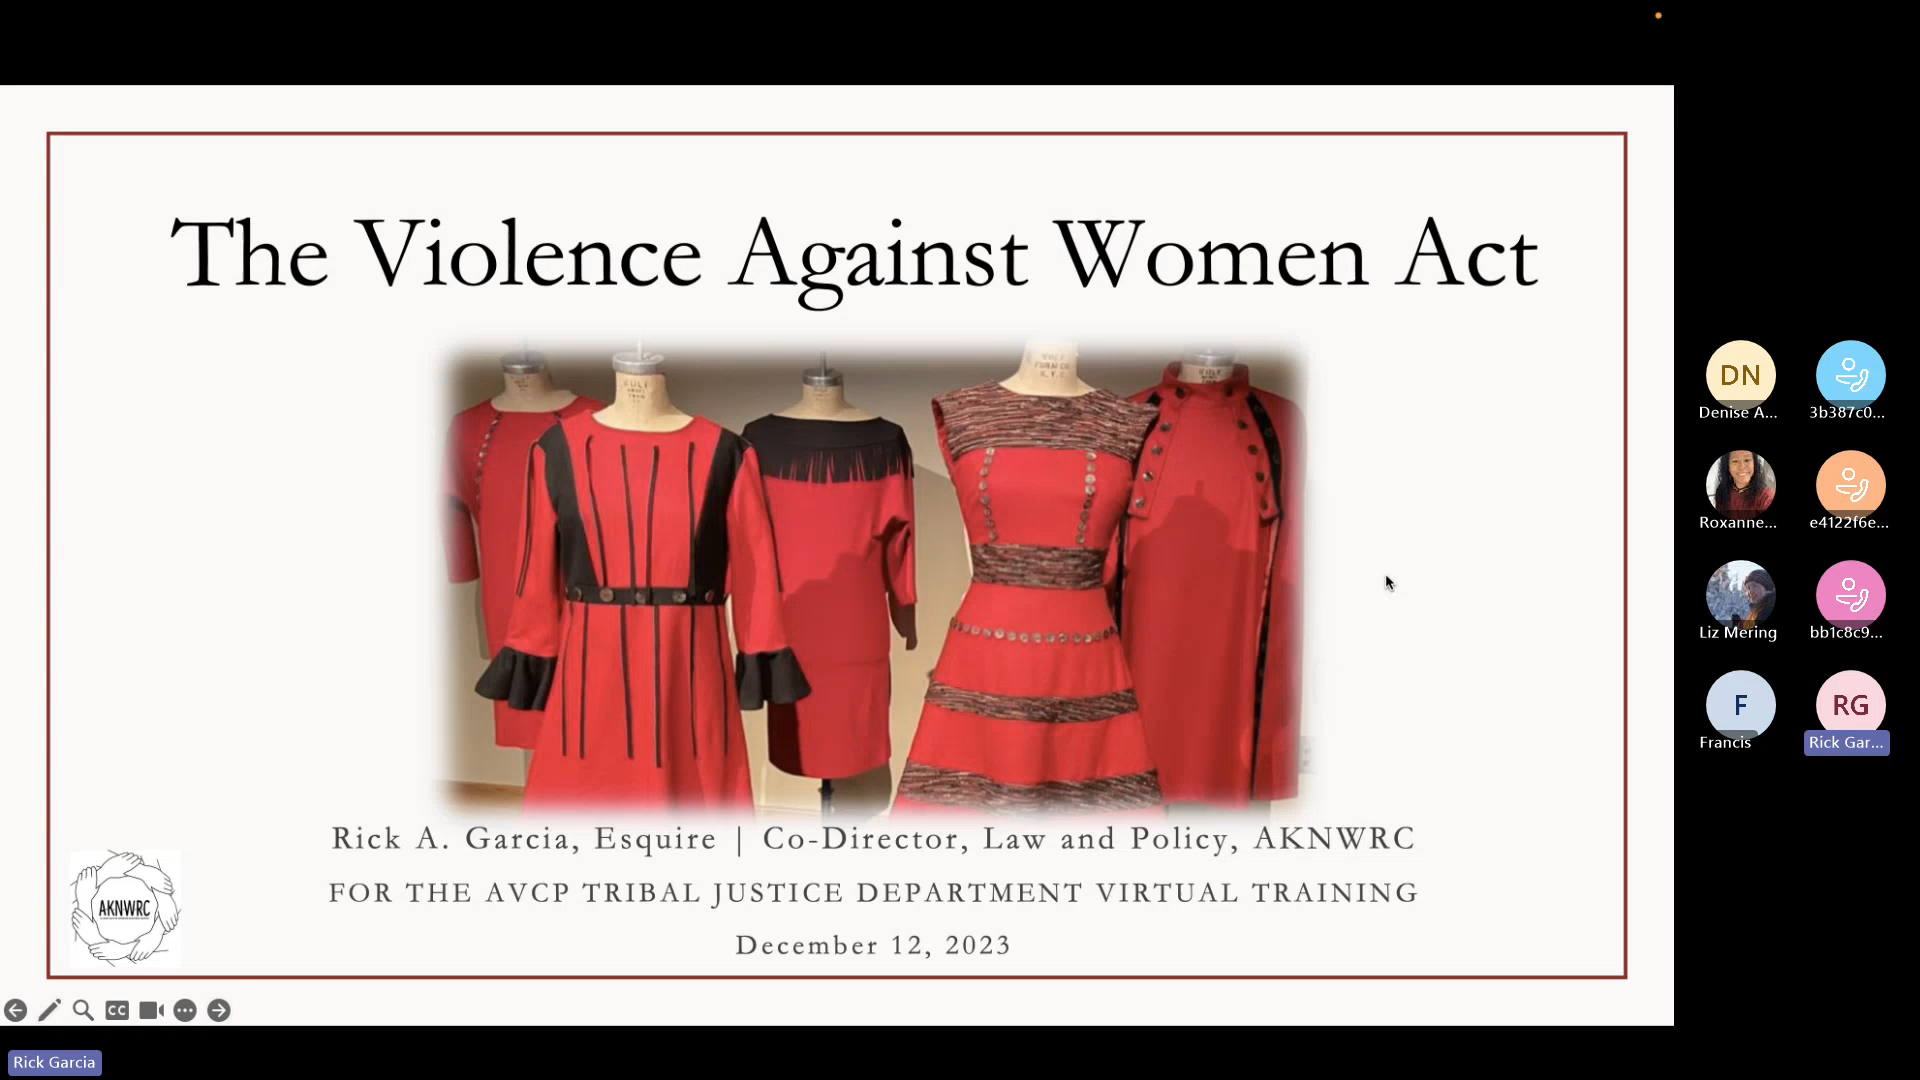 The Violence Against Women Act
Rick A. Garcia, Esquire | Co-Director, Law and Policy, AKNWRC
FOR THE AVCP TRIBAL JUSTICE DEPARTMENT VIRTUAL TRAINING
December 12, 2023
AKNWRC
CC
Rick Garcia
DN
Denise A...
3b387c0...
Roxanne...
e4122f6e...
Liz Mering
bb1c8c9...
F
Francis
RG
Rick Gar...